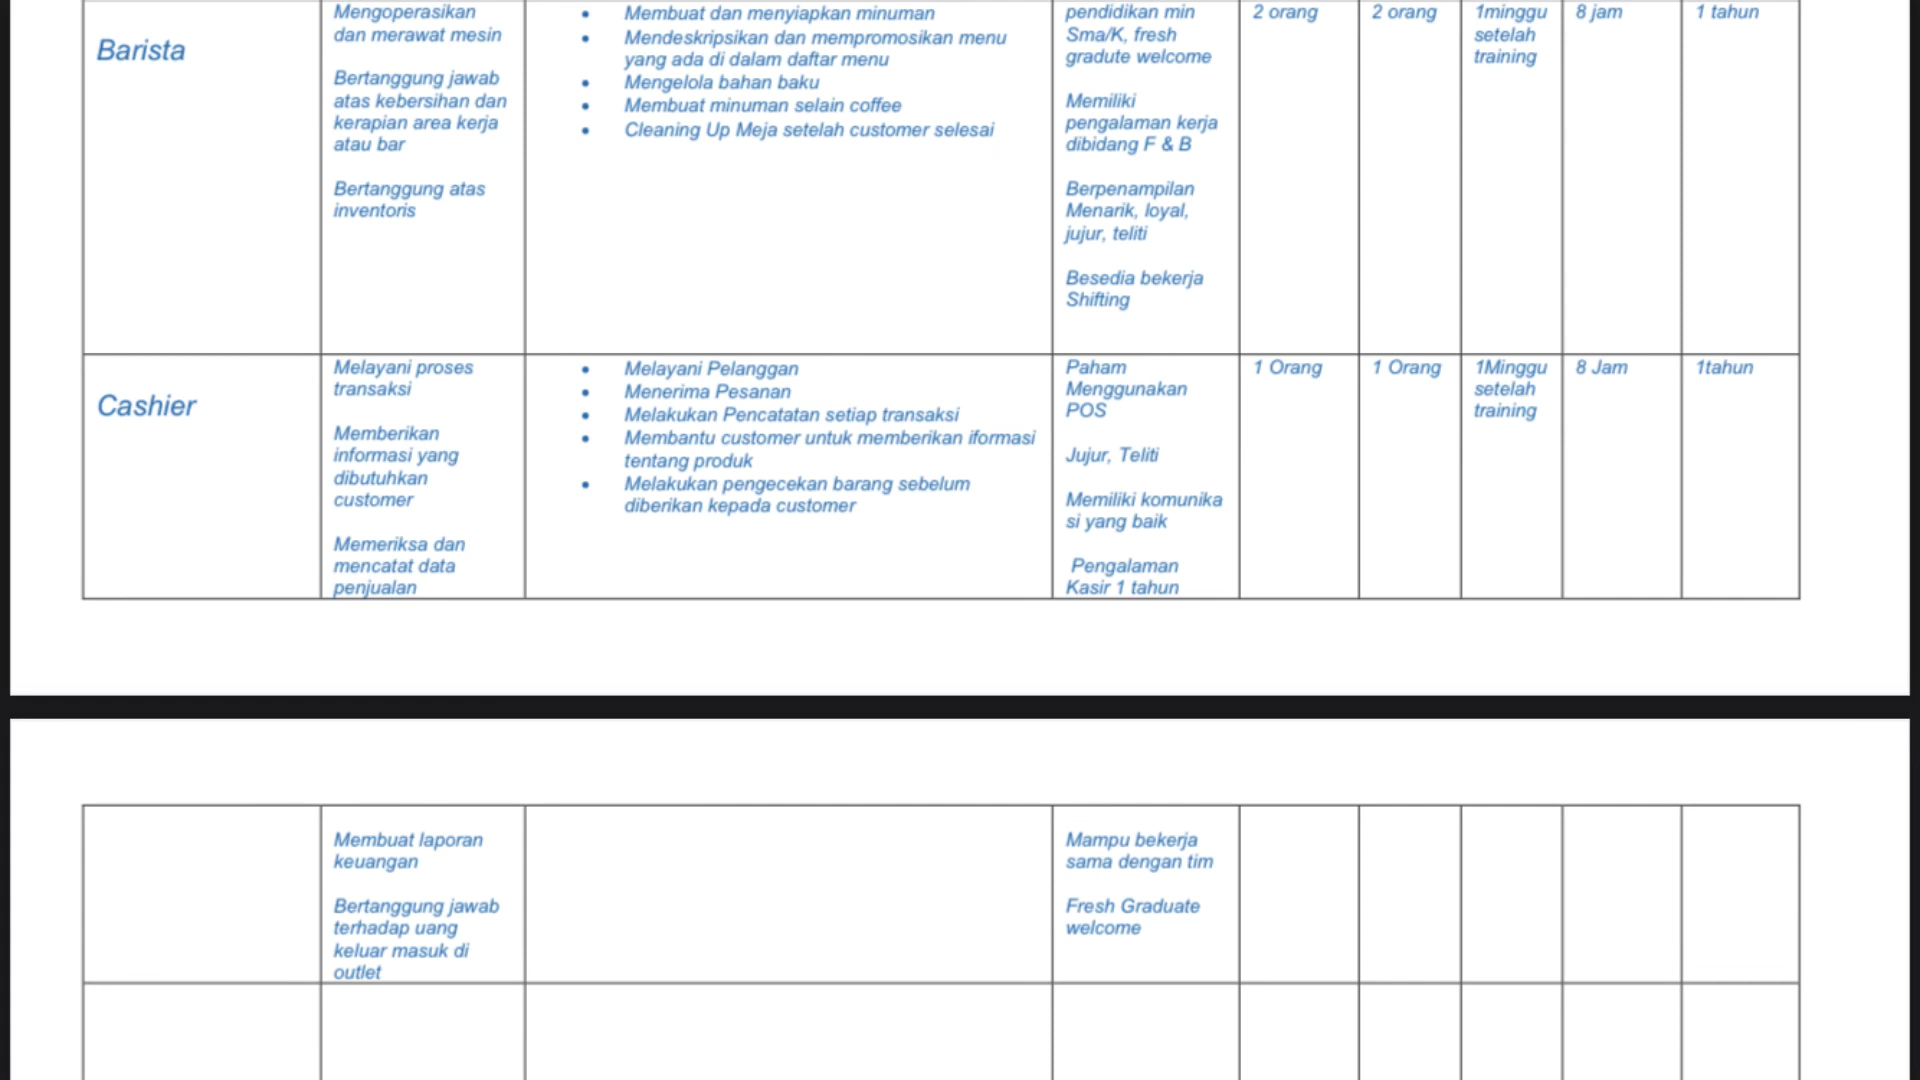 Barista
Mengoperasikan
dan merawat mesin
Bertanggung jawab
atas kebersihan dan
kerapian area kerja
atau bar
Bertanggung atas
inventoris
• Membuat dan menyiapkan minuman
• Mendeskripsikan dan mempromosikan menu
yang ada di dalam daftar menu
• Mengelola bahan baku
• Membuat minuman selain coffee
• Cleaning Up Meja setelah customer selesai
pendidikan min
Sma/K, fresh
gradute welcome
Memiliki
pengalaman kerja
dibidang F & B
Berpenampilan
Menarik, loyal,
jujur, teliti
Besedia bekerja
Shifting
2 orang
2 orang
1minggu
setelah
training
8 jam
1 tahun
Cashier
Melayani proses
transaksi
Memberikan
informasi yang
dibutuhkan
customer
Memeriksa dan
mencatat data
penjualan
• Melayani Pelanggan
• Menerima Pesanan
• Melakukan Pencatatan setiap transaksi
• Membantu customer untuk memberikan iformasi
tentang produk
• Melakukan pengecekan barang sebelum
diberikan kepada customer
Paham
Menggunakan
POS
Jujur, Teliti
Memiliki komunika
si yang baik
Pengalaman
Kasir 1 tahun
1 Orang
1 Orang
1Minggu
setelah
training
8 Jam
1tahun
Membuat laporan
keuangan
Bertanggung jawab
terhadap uang
keluar masuk di
outlet
Mampu bekerja
sama dengan tim
Fresh Graduate
welcome